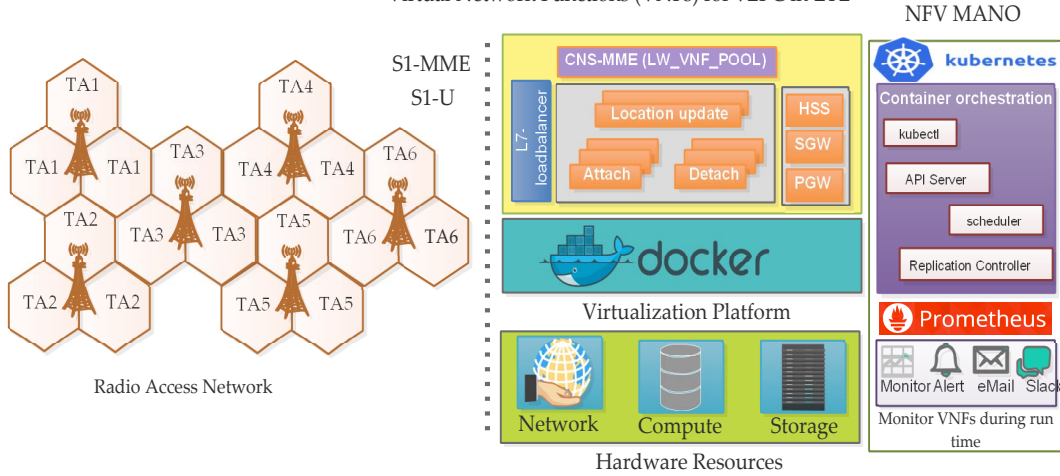 NFV MANO
S1-MME
S1-U
TA1
TA4
TA1
TA1
TA3
TA4
TA4
TA6
TA2
TA3
TA3
TA5
TA6
TA6
TA2
TA2
TA5
TA5
Radio Access Network
CNS-MME (LW_VNF_POOL)
L7-
loadbalancer
Location update
Attach
Detach
HSS
SGW
PGW
docker
Virtualization Platform
Network
Compute
Storage
Hardware Resources
kubernetes
Container orchestration
kubectl
API Server
scheduler
Replication Controller
Prometheus
Monitor
Alert
eMail
Slack
Monitor VNFs during run
time